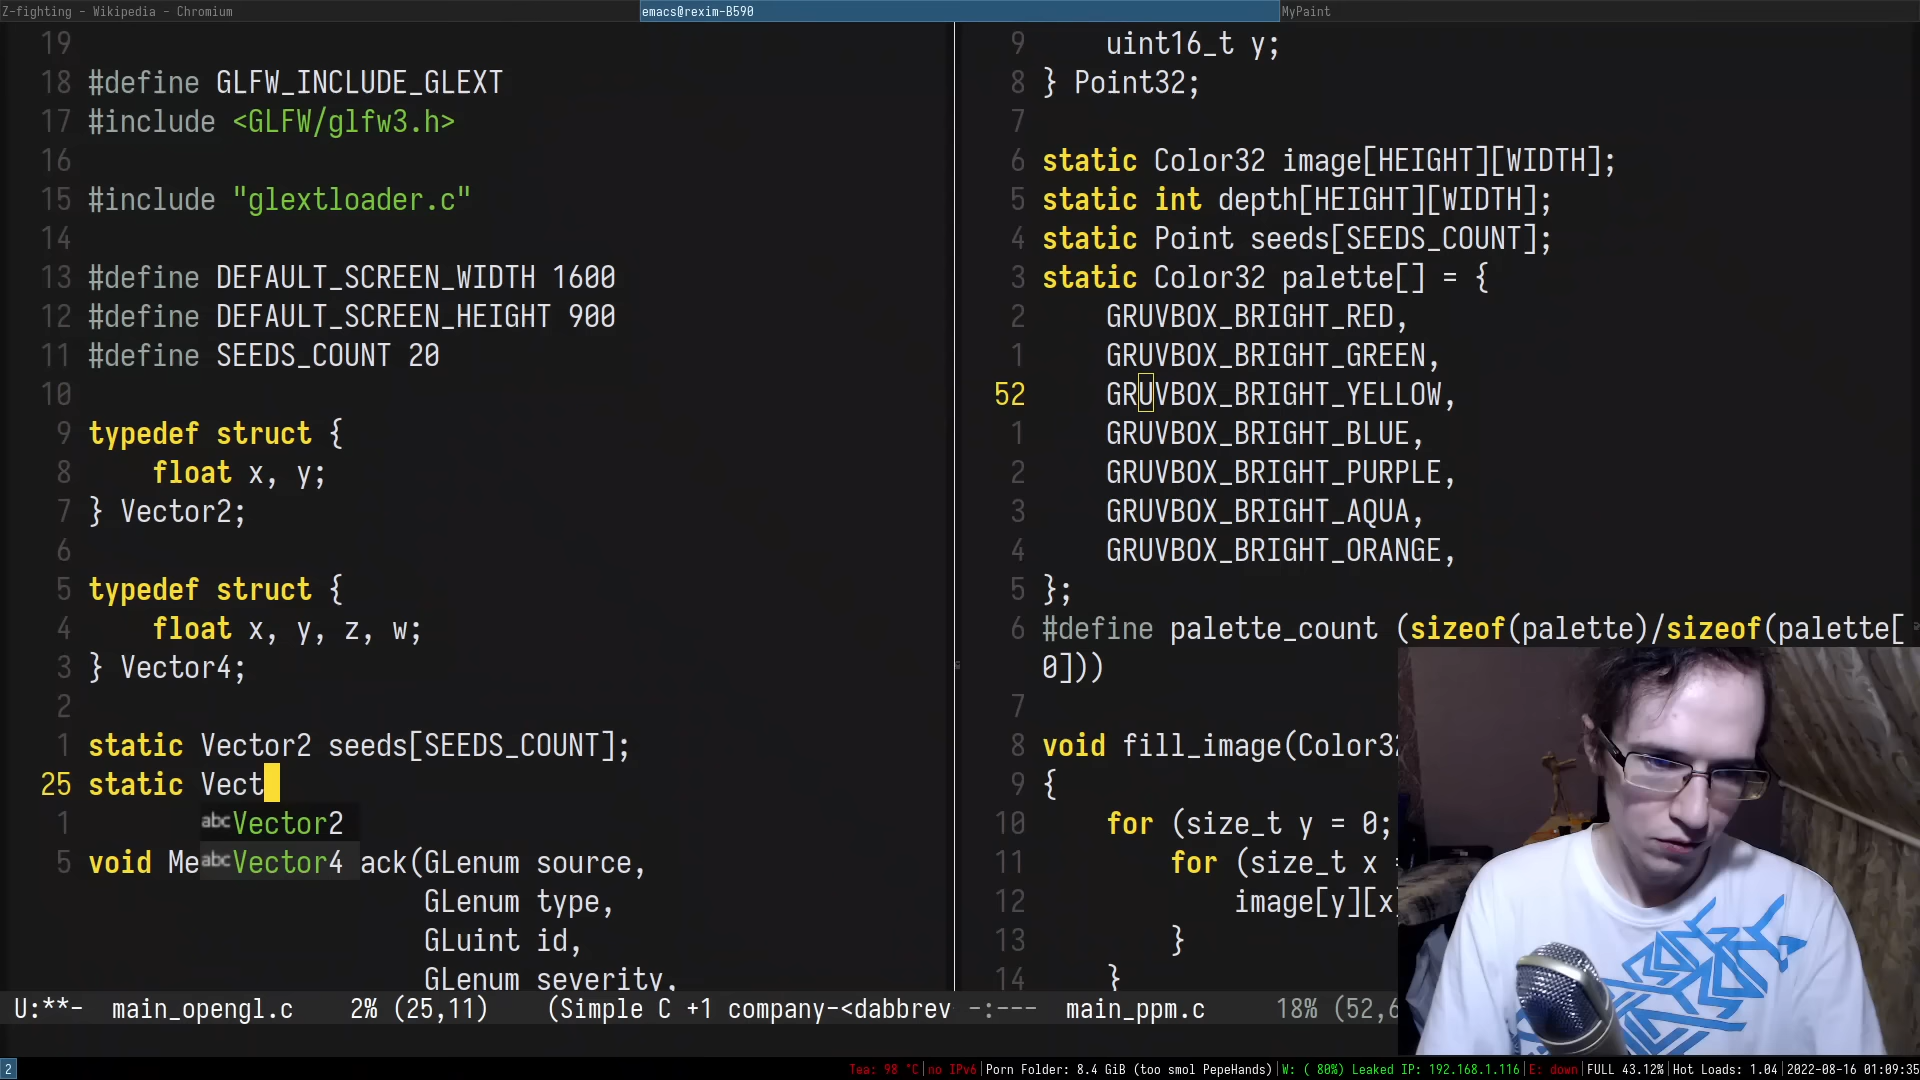 Z-fighting - Wikipedia - Chromium
emacs@rexim-B590
MyPaint
19
18 #define GLFW_INCLUDE_GLEXT
17 #include <GLFW/glfw3.h>
16
15 #include "glextloader.c"
14
13 #define DEFAULT_SCREEN_WIDTH 1600
12 #define DEFAULT_SCREEN_HEIGHT 900
11 #define SEEDS_COUNT 20
10
9 typedef struct {
8     float x, y;
7 } Vector2;
6
5 typedef struct {
4     float x, y, z, w;
3 } Vector4;
2
1 static Vector2 seeds[SEEDS_COUNT];
25 static Vect
1 abcVector2
5 void Me abcVector4 ack(GLenum source,
GLenum type,
GLuint id,
GLenum severity,
U:**-  main_opengl.c    2% (25,11)    (Simple C +1 company-<dabbrev
9     uint16_t y;
8 } Point32;
7
6 static Color32 image[HEIGHT][WIDTH];
5 static int depth[HEIGHT][WIDTH];
4 static Point seeds[SEEDS_COUNT];
3 static Color32 palette[] = {
2     GRUVBOX_BRIGHT_RED,
1     GRUVBOX_BRIGHT_GREEN,
52     GRUVBOX_BRIGHT_YELLOW,
1     GRUVBOX_BRIGHT_BLUE,
2     GRUVBOX_BRIGHT_PURPLE,
3     GRUVBOX_BRIGHT_AQUA,
4     GRUVBOX_BRIGHT_ORANGE,
5 };
6 #define palette_count (sizeof(palette)/sizeof(palette[
0]))
7
8 void fill_image(Color32
9 {
10     for (size_t y = 0;
11         for (size_t x =
12             image[y][x]
13         }
14     }
-:---  main_ppm.c    18% (52,6
2
Tea: 98 °C|no IPv6|Porn Folder: 8.4 GiB (too smol PepeHands)|W: ( 80%) Leaked IP: 192.168.1.116|E: down|FULL 43.12%|Hot Loads: 1.04|2022-08-16 01:09:35